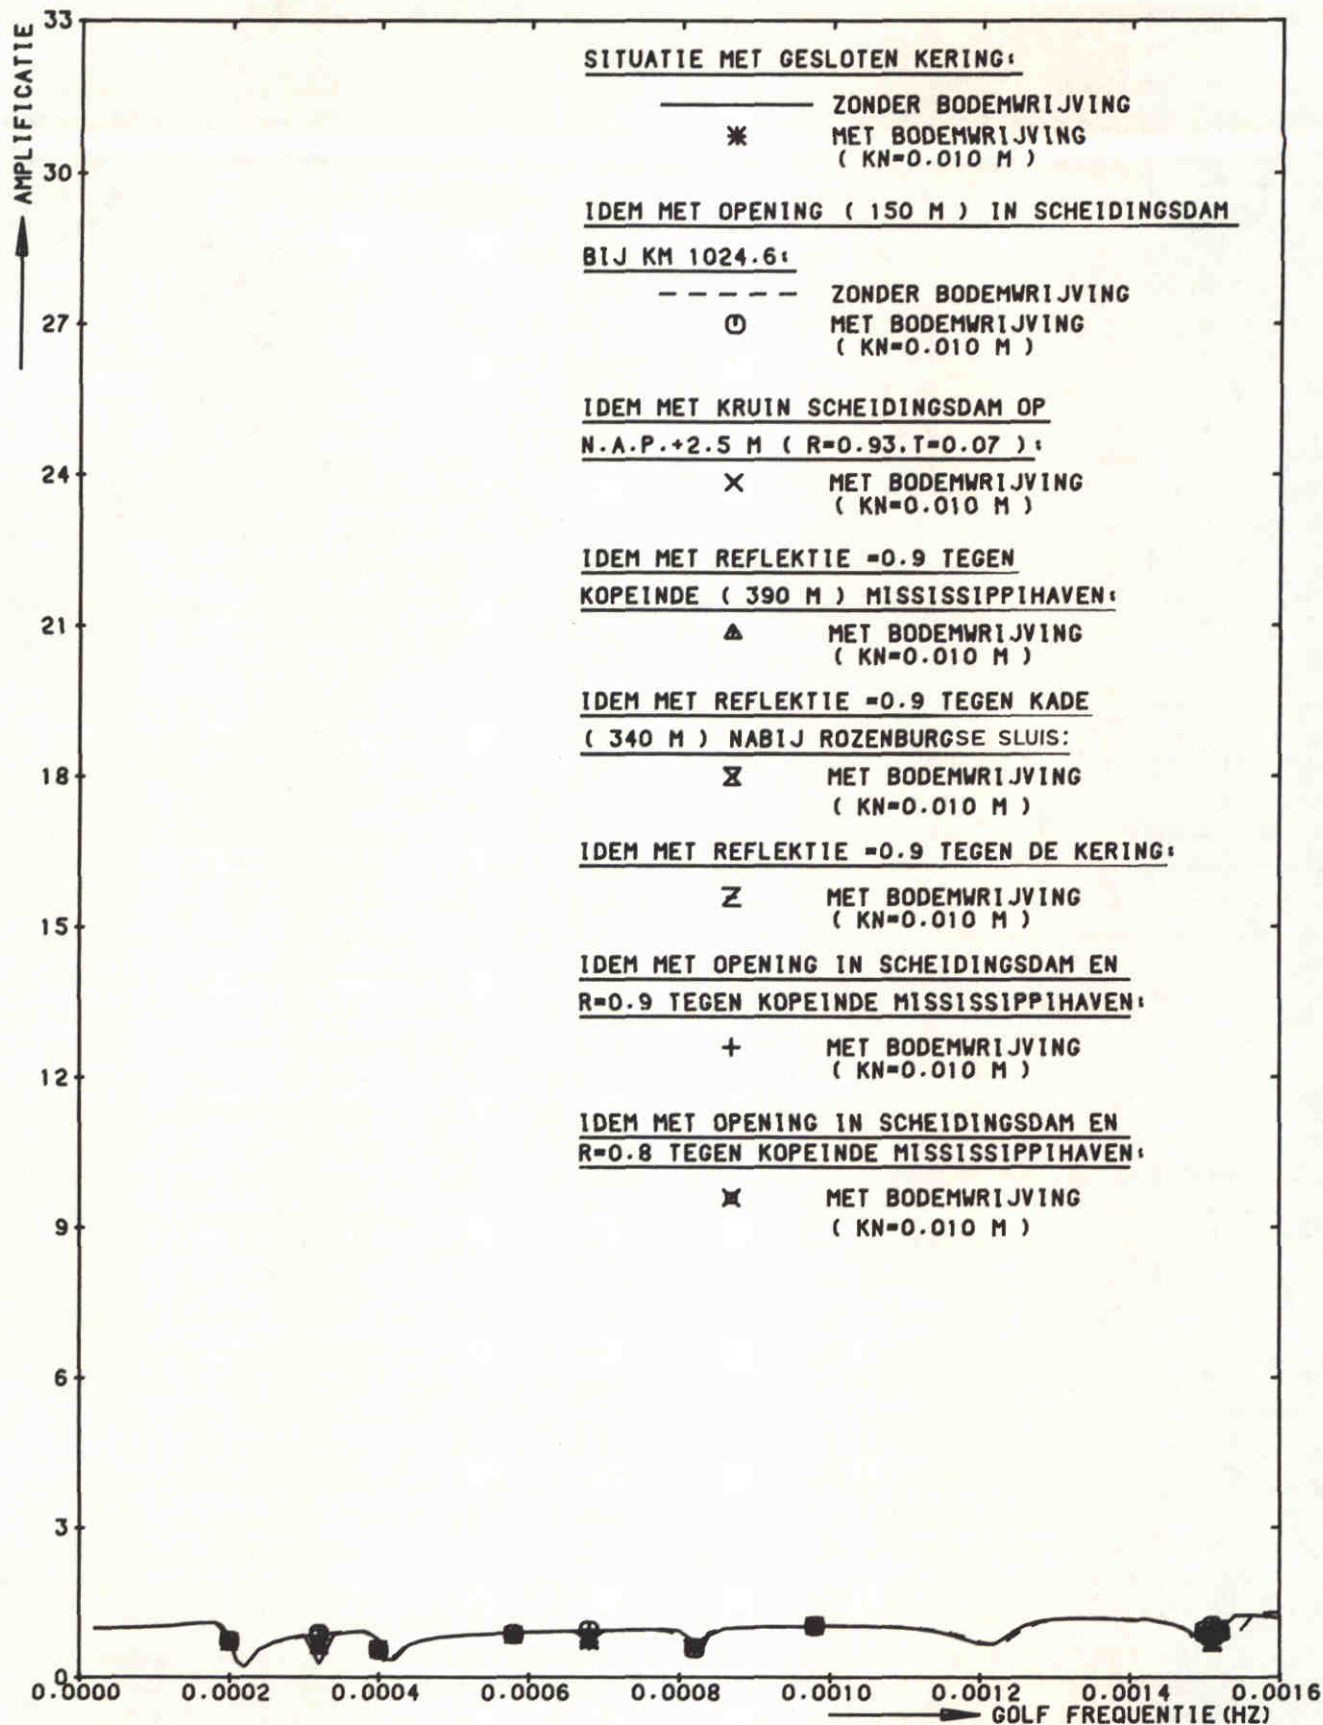 33
AMPLIFICATIE
SITUATIE MET GESLOTEN KERING:
ZONDER BODEMWRIJVING
MET BODEMWRIJVING
( KN=0.010 M )
30
IDEM MET OPENING ( 150 M ) IN SCHEIDINGSDAM
BIJ KM 1024.6:
ZONDER BODEMWRIJVING
27
MET BODEMWRIJVING
( KN=0.010 M )
IDEM MET KRUIN SCHEIDINGSDAM OP
N.A.P.+2.5 M ( R=0.93.T=0.07 ):
24
MET BODEMWRIJVING
( KN=0.010 M )
IDEM MET REFLEKTIE =0.9 TEGEN
KOPEINDE ( 390 M ) MISSISSIPPIHAVEN:
21
MET BODEMWRIJVING
( KN=0.010 M )
IDEM MET REFLEKTIE =0.9 TEGEN KADE
( 340 M ) NABIJ ROZENBURGSE SLUIS:
18
MET BODEMWRIJVING
( KN=0.010 M )
IDEM MET REFLEKTIE =0.9 TEGEN DE KERING:
15
Z MET BODEMWRIJVING
( KN=0.010 M )
IDEM MET OPENING IN SCHEIDINGSDAM EN
R=0.9 TEGEN KOPEINDE MISSISSIPPIHAVEN:
12
+ MET BODEMWRIJVING
( KN=0.010 M )
IDEM MET OPENING IN SCHEIDINGSDAM EN
R=0.8 TEGEN KOPEINDE MISSISSIPPIHAVEN:
9
MET BODEMWRIJVING
( KN=0.010 M )
6
3
0
0.0000 0.0002 0.0004 0.0006 0.0008 0.0010 0.0012 0.0014 0.0016
GOLF FREQUENTIE(HZ)